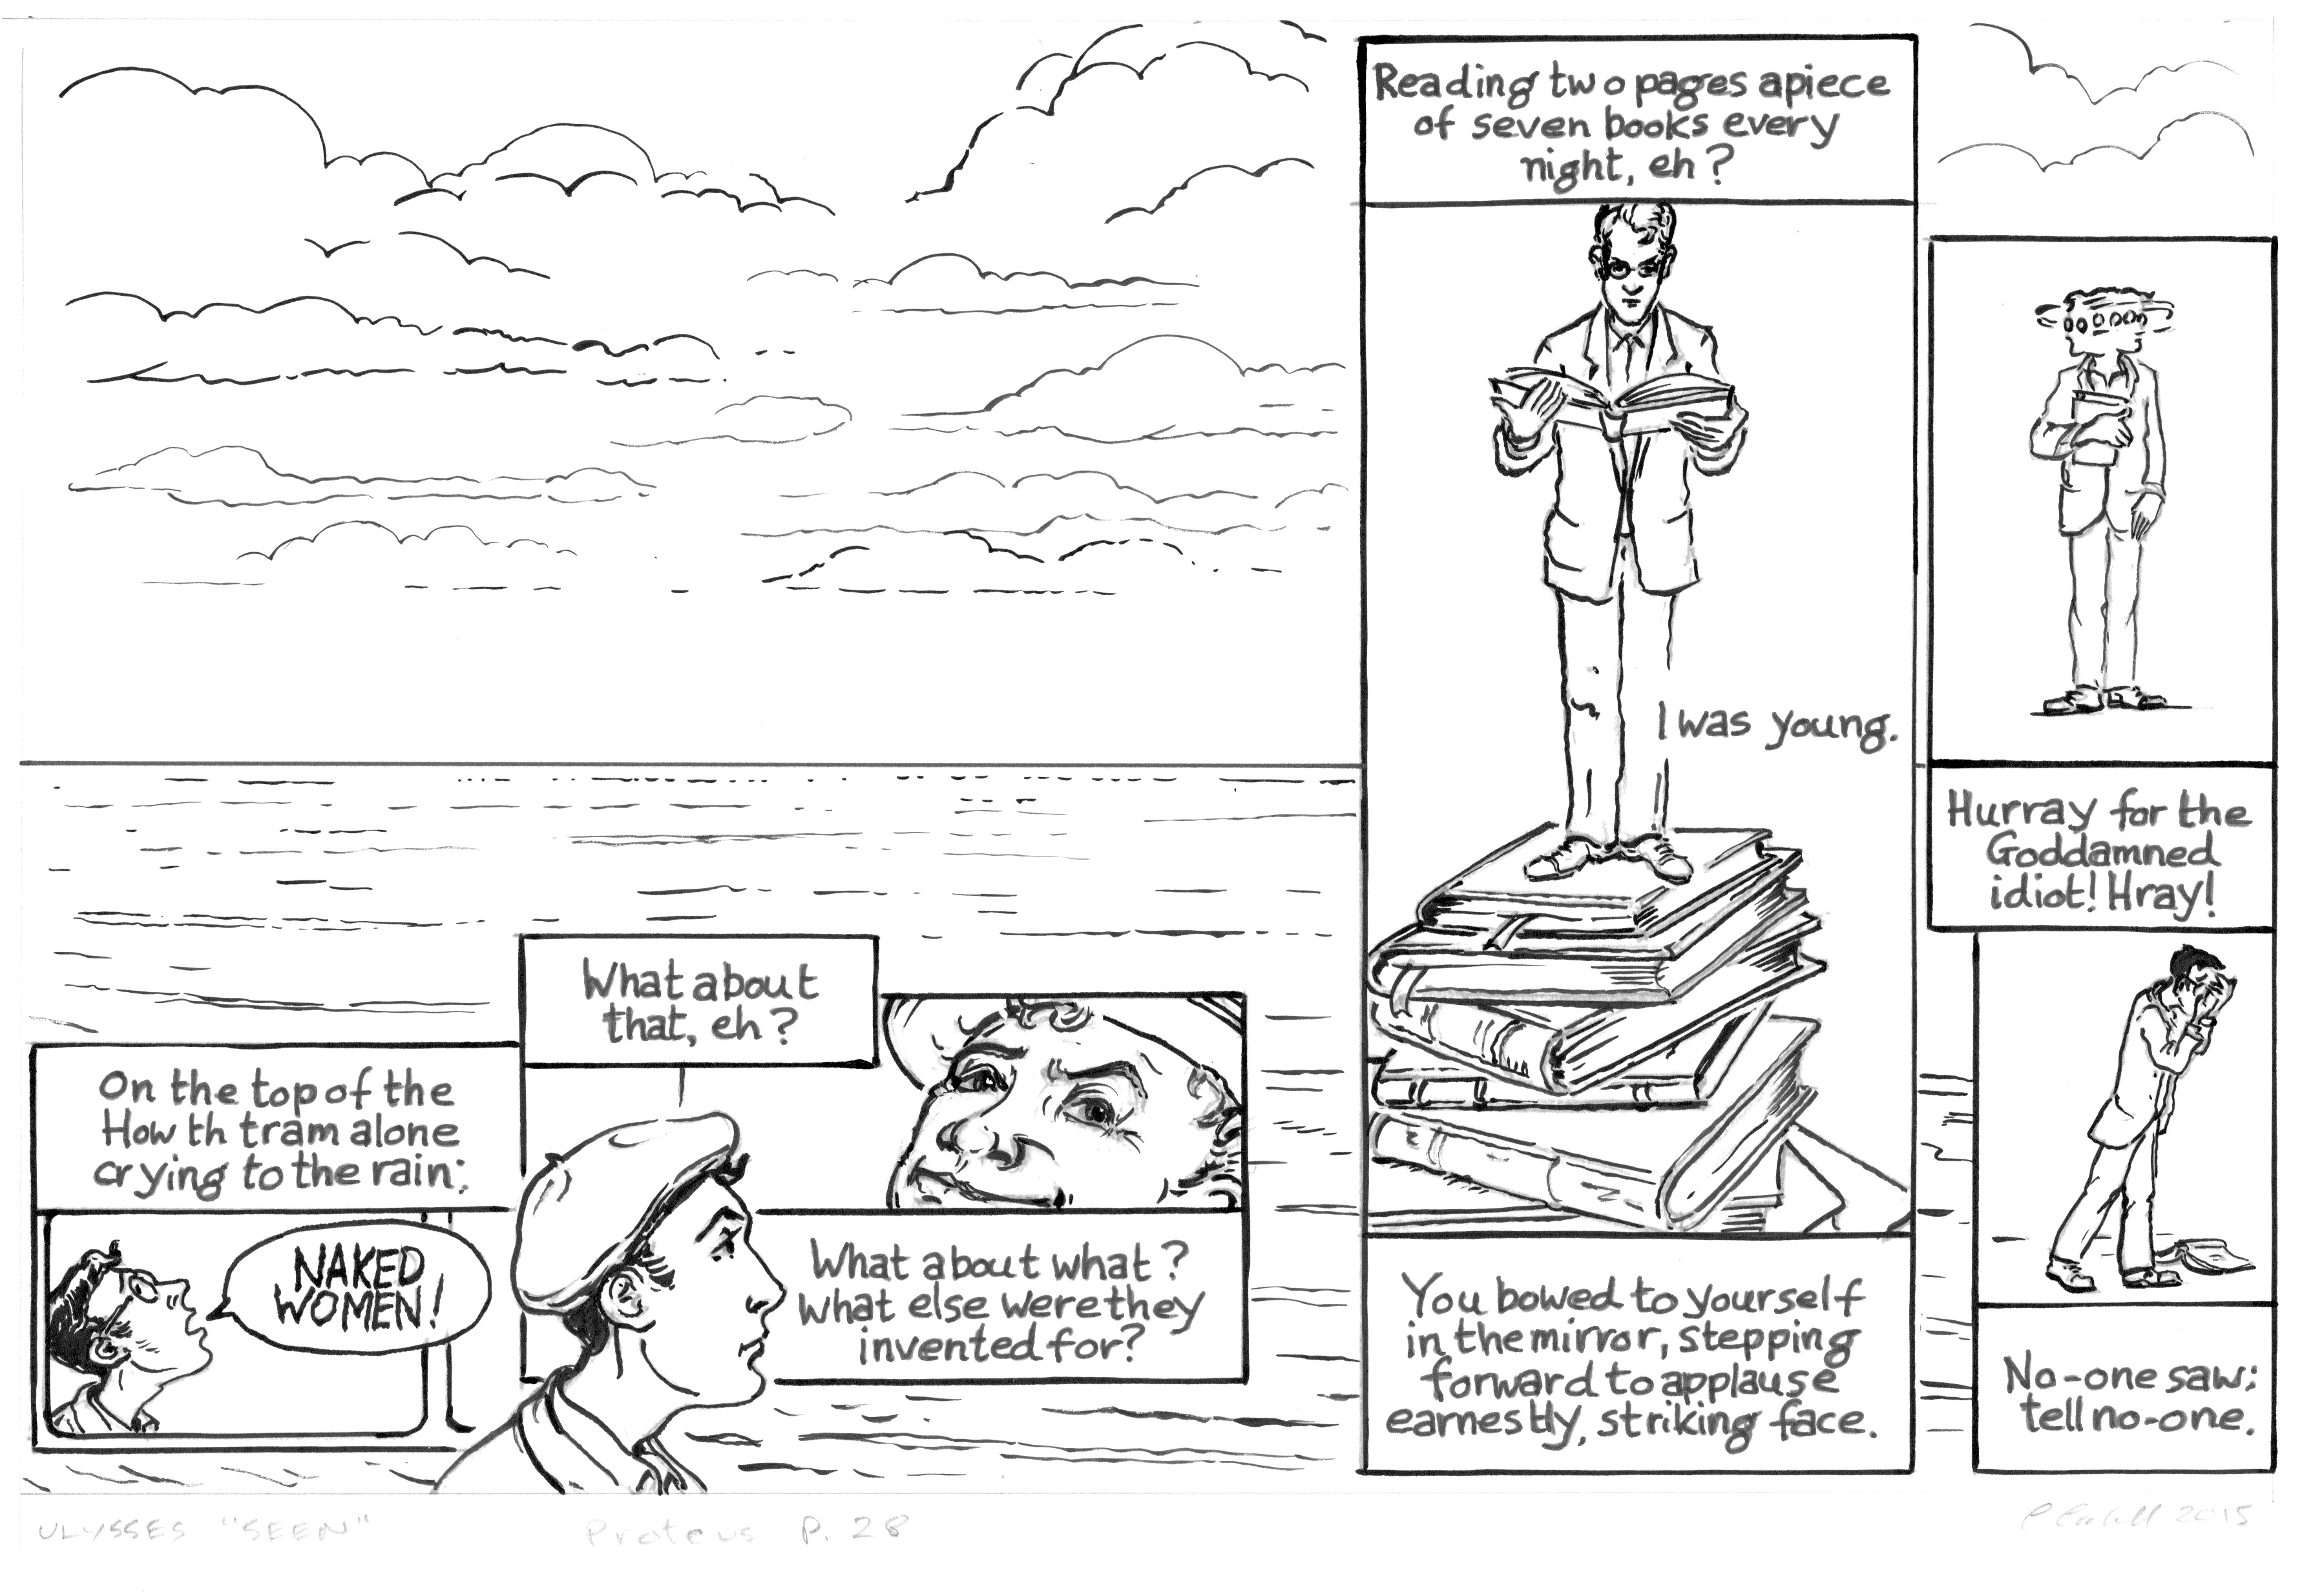 On the top of the
Howth tram alone
crying to the rain:
NAKED
WOMEN!
What about
that, eh?
What about what?
What else were they
invented for?
Reading two pages apiece
of seven books every
night, eh?
I was young.
You bowed to yourself
in the mirror, stepping
forward to applause
earnestly, striking face.
Hurray for the
Goddamned
idiot! Hray!
No-one saw:
tell no-one.
ULYSSES "SEEN"
Proteus P. 28
2015